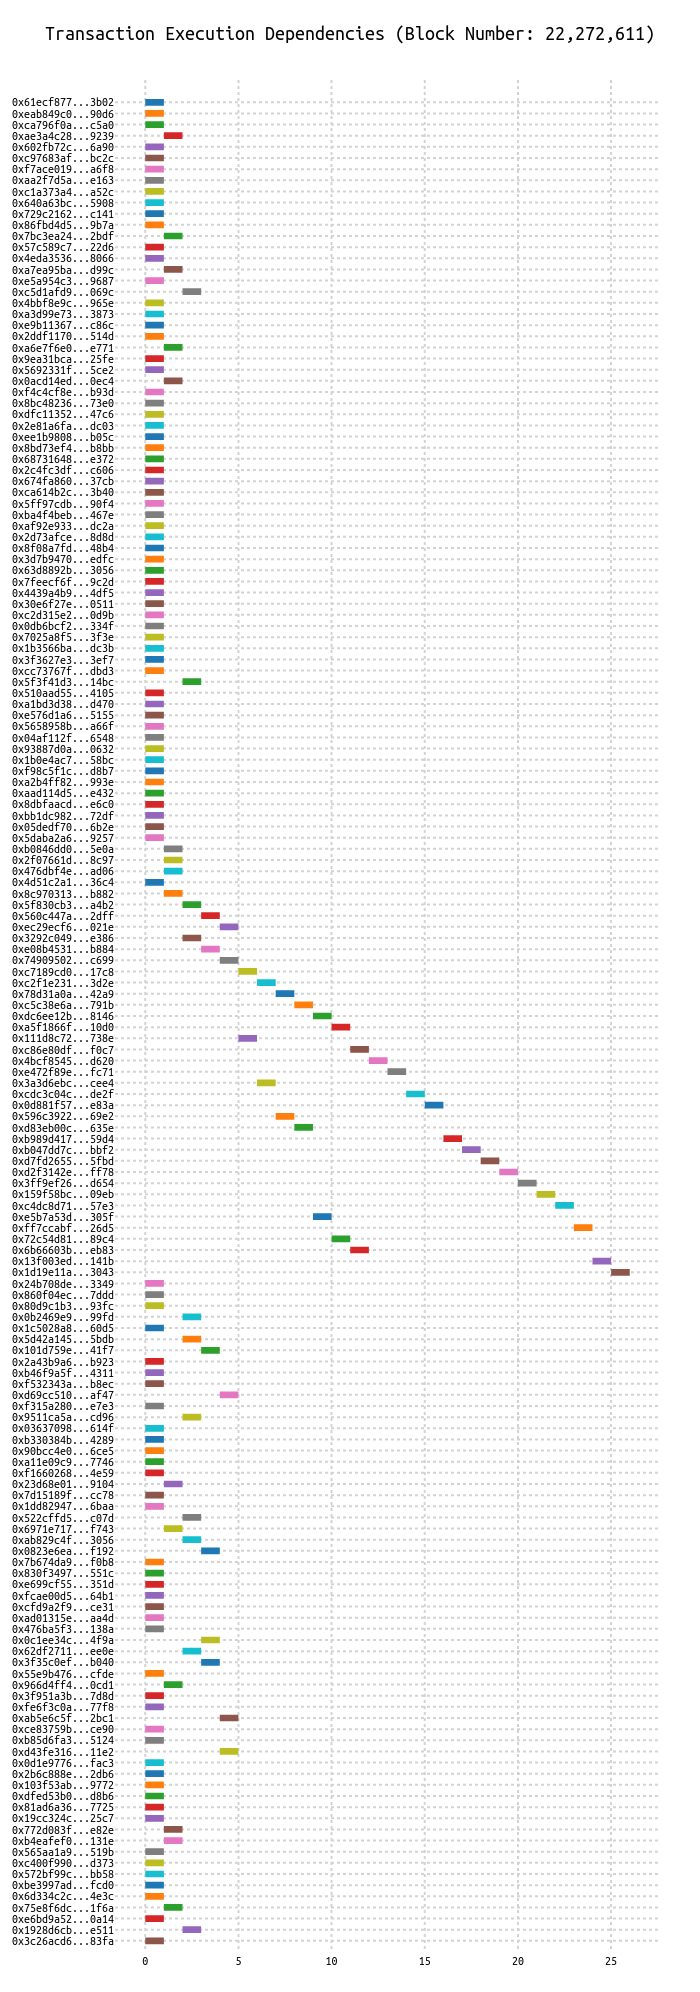 Transaction Execution Dependencies (Block Number: 22,272,611)
0x61ecf877...3b02
0xeab849c0...90d6
0xca796f0a...c5a0
0xae3a4c28...9239
0x602fb72c...6a90
0xc97683af...bc2c
0xf7ace019...a6f8
0xaa2f7d5a...e163
0xc1a373a4...a52c
0x640a63bc...5908
0x729c2162...c141
0x86fbd4d5...9b7a
0x7bc3ea24...2bdf
0x57c589c7...22d6
0x4eda3536...8066
0xa7ea95ba...d99c
0xe5a954c3...9687
0xc5d1afd9...069c
0x4bbf8e9c...965e
0xa3d99e73...3873
0xe9b11367...c86c
0x2ddf1170...514d
0xa6e7f6e0...e771
0x9ea31bca...25fe
0x5692331f...5ce2
0x0acd14ed...0ec4
0xf4c4cf8e...b93d
0x8bc48236...73e0
0xdfc11352...47c6
0x2e81a6fa...dc03
0xee1b9808...b05c
0x8bd73ef4...b8bb
0x68731648...e372
0x2c4fc3df...c606
0x674fa860...37cb
0xca614b2c...3b40
0x5ff97cdb...90f4
0xba4f4beb...467e
0xaf92e933...dc2a
0x2d73afce...8d8d
0x8f08a7fd...48b4
0x3d7b9470...edfc
0x63d8892b...3056
0x7feecf6f...9c2d
0x4439a4b9...4df5
0x30e6f27e...0511
0xc2d315e2...0d9b
0x0db6bcf2...334f
0x7025a8f5...3f3e
0x1b3566ba...dc3b
0x3f3627e3...3ef7
0xcc73767f...dbd3
0x5f3f41d3...14bc
0x510aad55...4105
0xa1bd3d38...d470
0xe576d1a6...5155
0x5658958b...a66f
0x04af112f...6548
0x93887d0a...0632
0x1b0e4ac7...58bc
0xf98c5f1c...d8b7
0xa2b4ff82...993e
0xaad114d5...e432
0x8dbfaacd...e6c0
0xbb1dc982...72df
0x05dedf70...6b2e
0x5daba2a6...9257
0xb0846dd0...5e0a
0x2f07661d...8c97
0x476dbf4e...ad06
0x4d51c2a1...36c4
0x8c970313...b882
0x5f830cb3...a4b2
0x560c447a...2dff
0xec29ecf6...021e
0x3292c049...e386
0xe08b4531...b884
0x74909502...c699
0xc7189cd0...17c8
0xc2f1e231...3d2e
0x78d31a0a...42a9
0xc5c38e6a...791b
0xdc6ee12b...8146
0xa5f1866f...10d0
0x111d8c72...738e
0xc86e80df...f0c7
0x4bcf8545...d620
0xe472f89e...fc71
0x3a3d6ebc...cee4
0xcdc3c04c...de2f
0x0d881f57...e83a
0x596c3922...69e2
0xd83eb00c...635e
0xb989d417...59d4
0xb047dd7c...bbf2
0xd7fd2655...5fbd
0xd2f3142e...ff78
0x3ff9ef26...d654
0x159f58bc...09eb
0xc4dc8d71...57e3
0xe5b7a53d...305f
0xff7ccabf...26d5
0x72c54d81...89c4
0x6b66603b...eb83
0x13f003ed...141b
0x1d19e11a...3043
0x24b708de...3349
0x860f04ec...7ddd
0x80d9c1b3...93fc
0x0b2469e9...99fd
0x1c5028a8...60d5
0x5d42a145...5bdb
0x101d759e...41f7
0x2a43b9a6...b923
0xb46f9a5f...4311
0xf532343a...b8ec
0xd69cc510...af47
0xf315a280...e7e3
0x9511ca5a...cd96
0x03637098...614f
0xb330384b...4289
0x90bcc4e0...6ce5
0xa11e09c9...7746
0xf1660268...4e59
0x23d68e01...9104
0x7d15189f...cc78
0x1dd82947...6baa
0x522cffd5...c07d
0x6971e717...f743
0xab829c4f...3056
0x0823e6ea...f192
0x7b674da9...f0b8
0x830f3497...551c
0xe699cf55...351d
0xfcae00d5...64b1
0xcfd9a2f9...ce31
0xad01315e...aa4d
0x476ba5f3...138a
0x0c1ee34c...4f9a
0x62df2711...ee0e
0x3f35c0ef...b040
0x55e9b476...cfde
0x966d4ff4...0cd1
0x3f951a3b...7d8d
0xfe6f3c0a...77f8
0xab5e6c5f...2bc1
0xce83759b...ce90
0xb85d6fa3...5124
0xd43fe316...11e2
0x0d1e9776...fac3
0x2b6c888e...2db6
0x103f53ab...9772
0xdfed53b0...d8b6
0x81ad6a36...7725
0x19cc324c...25c7
0x772d083f...e82e
0xb4eafef0...131e
0x565aa1a9...519b
0xc400f990...d373
0x572bf99c...bb58
0xbe3997ad...fcd0
0x6d334c2c...4e3c
0x75e8f6dc...1f6a
0xe6bd9a52...0a14
0x1928d6cb...e511
0x3c26acd6...83fa
0 5 10 15 20 25